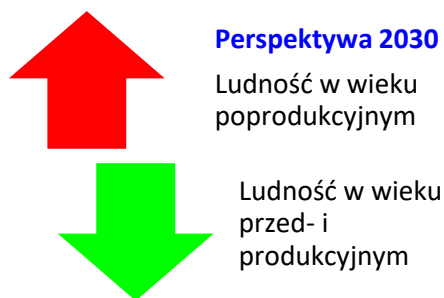 Perspektywa 2030
Ludność w wieku
poprodukcyjnym
Ludność w wieku
przed- i
produkcyjnym